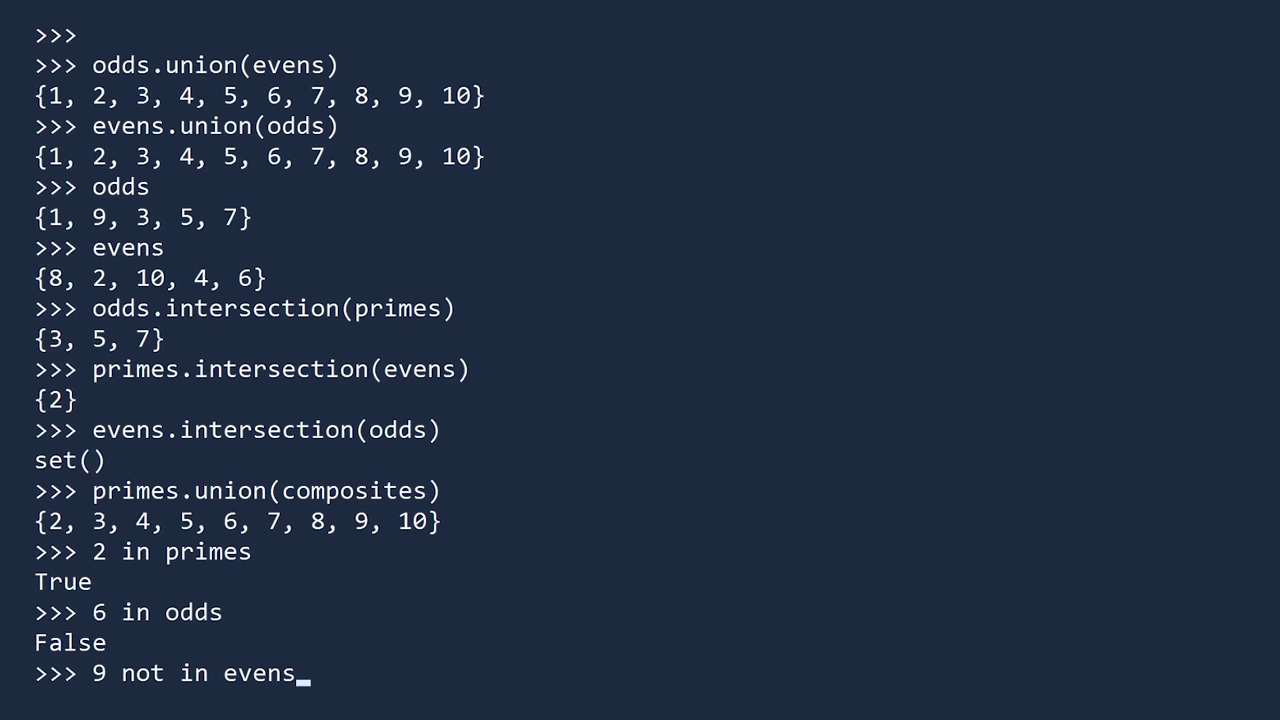 >>>
>>> odds.union(evens)
{1, 2, 3, 4, 5, 6, 7, 8, 9, 10}
>>> evens.union(odds)
{1, 2, 3, 4, 5, 6, 7, 8, 9, 10}
>>> odds
{1, 9, 3, 5, 7}
>>> evens
{8, 2, 10, 4, 6}
>>> odds.intersection(primes)
{3, 5, 7}
>>> primes.intersection(evens)
{2}
>>> evens.intersection(odds)
set()
>>> primes.union(composites)
{2, 3, 4, 5, 6, 7, 8, 9, 10}
>>> 2 in primes
True
>>> 6 in odds
False
>>> 9 not in evens